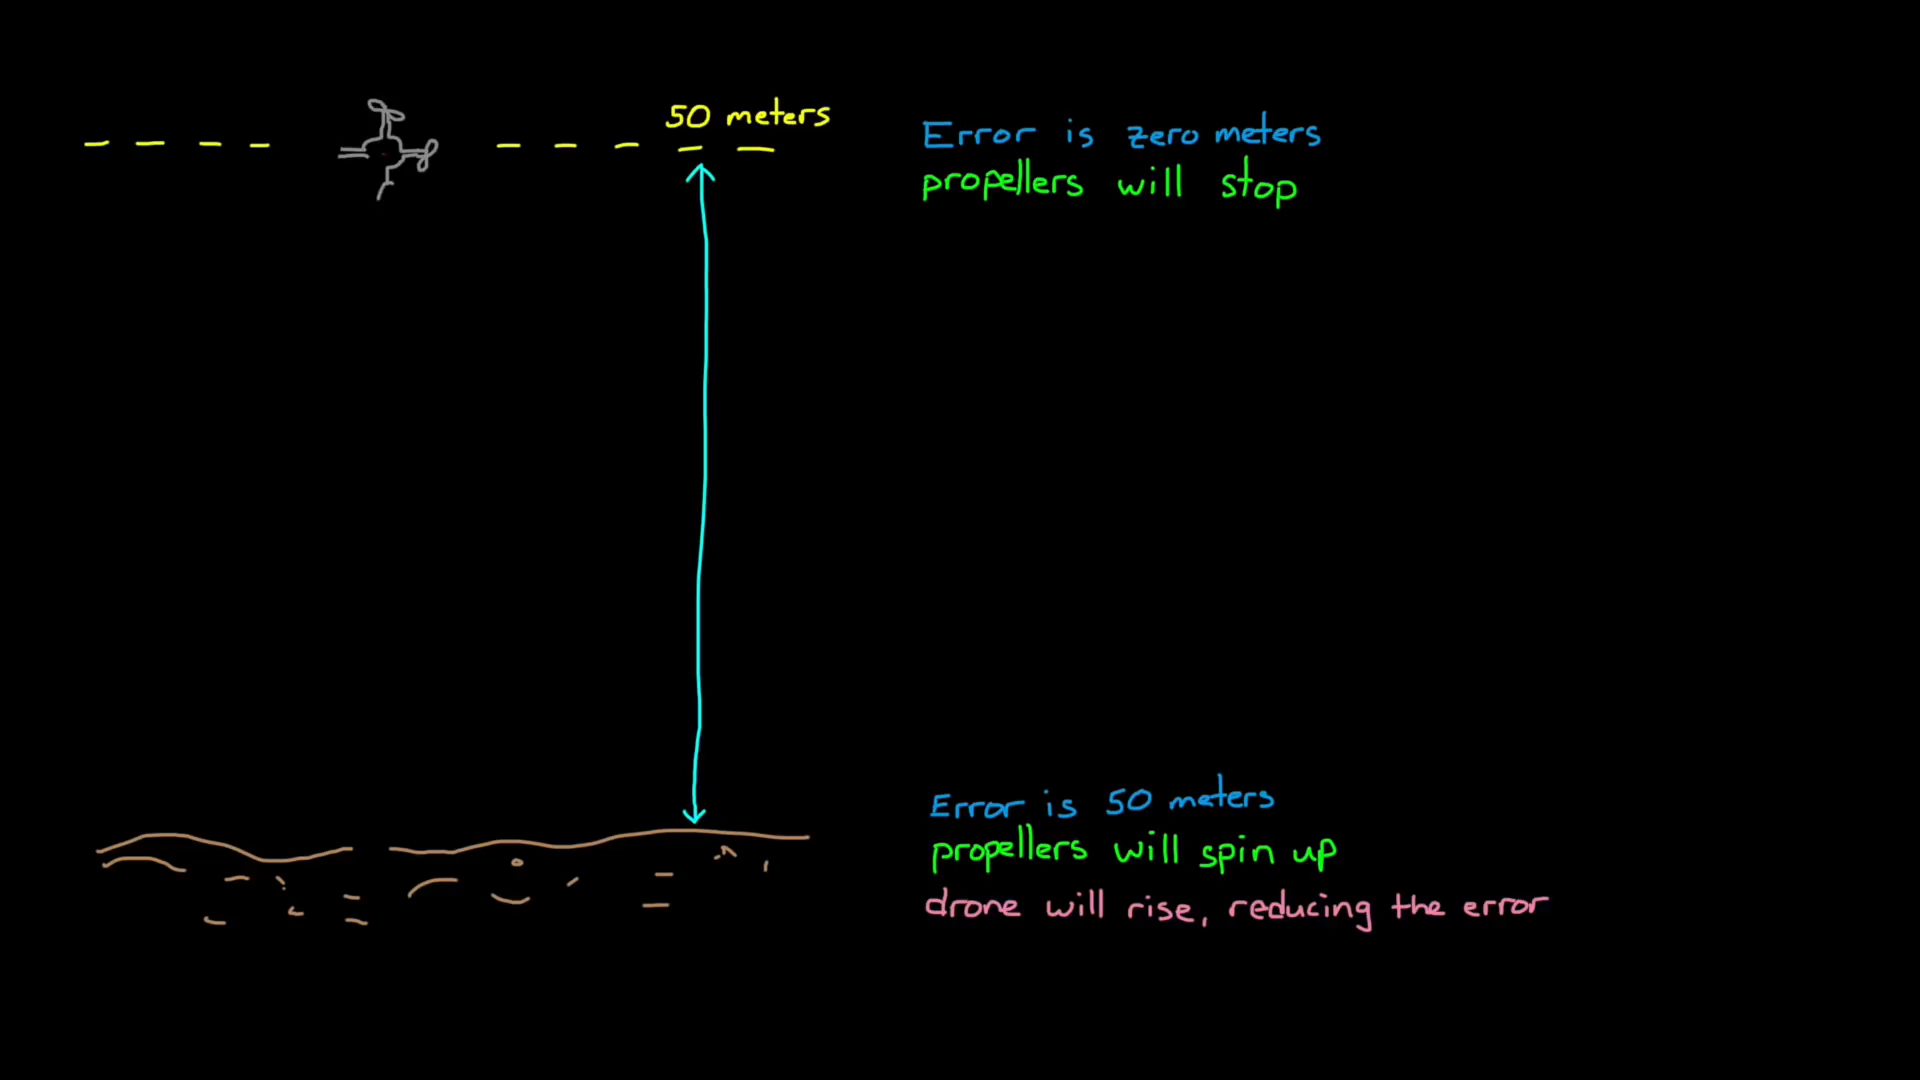 50 meters
Error is zero meters
propellers will stop
Error is 50 meters
propellers will spin up
drone will rise, reducing the error